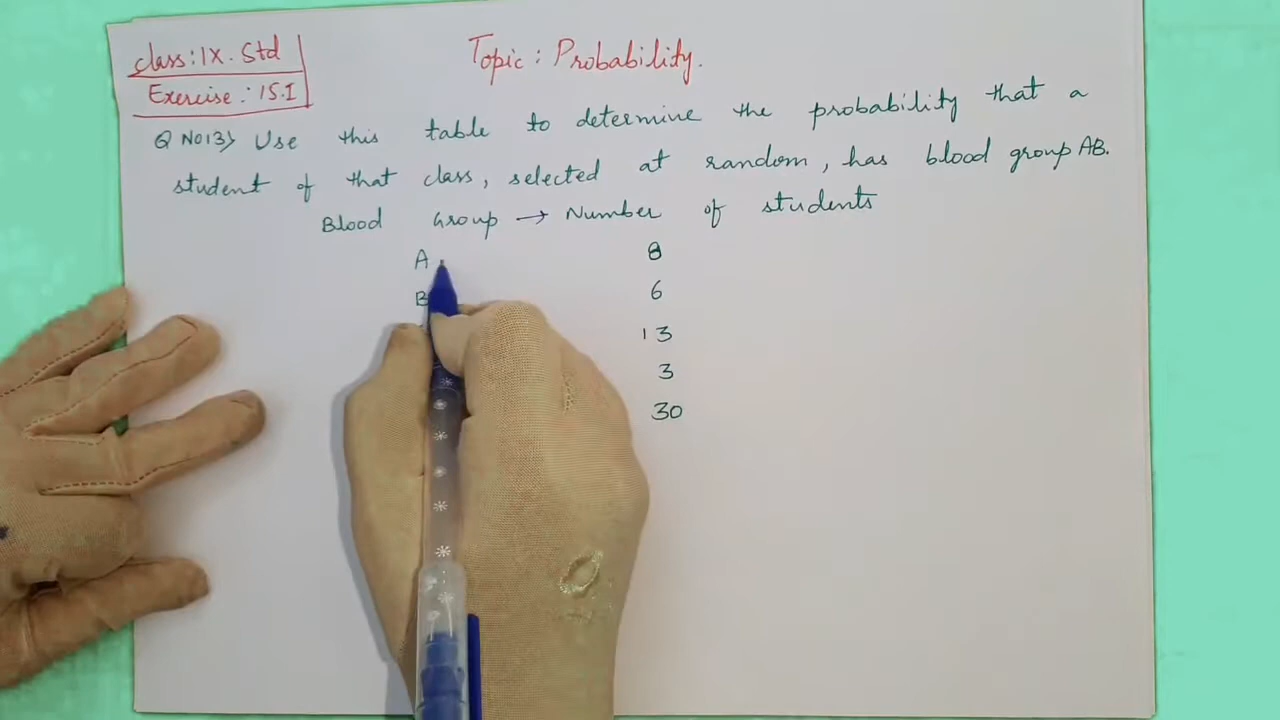 class: IX. Std
Exercise: 15.1
Topic: Probability.
Q NO13) Use this table to determine the probability that a
student of that class, selected at random, has blood group AB.
Blood Group → Number of students
A 8
B 6
13
3
30